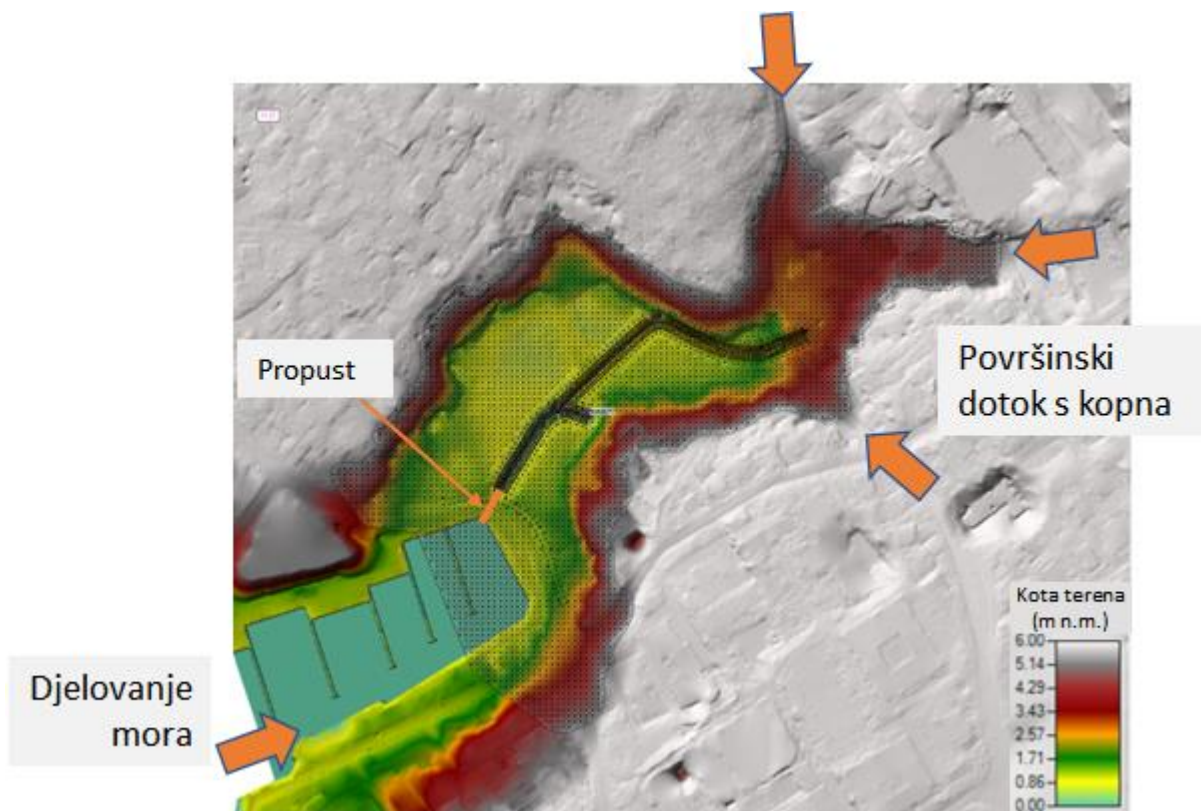 Propust
Površinski
dotok s kopna
Djelovanje
mora
Kota terena
(m n.m.)
6.00
5.14
4.29
3.43
2.57
1.71
0.86
0.00